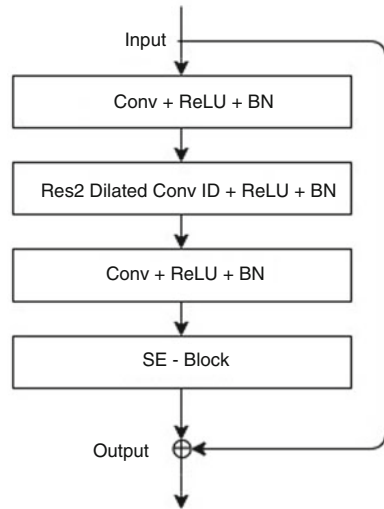 Input
Conv + ReLU + BN
Res2 Dilated Conv ID + ReLU + BN
Conv + ReLU + BN
SE - Block
Output